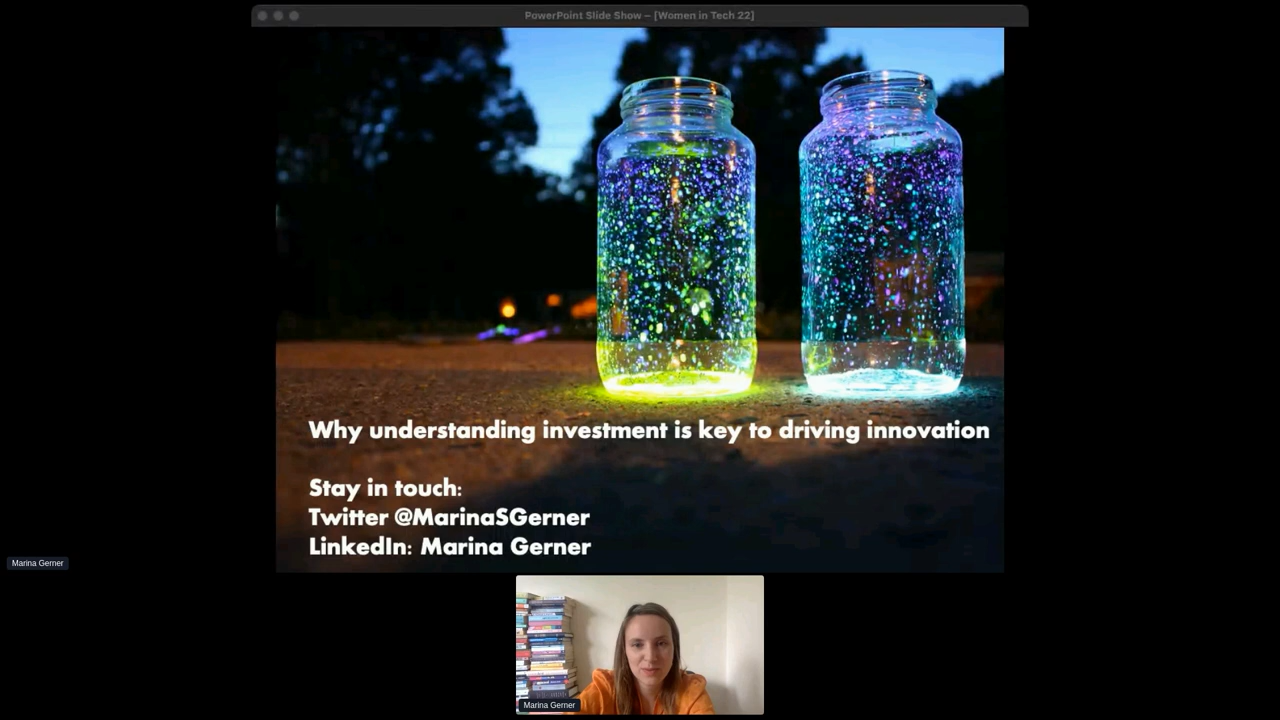 PowerPoint Slide Show – [Women in Tech 22]
Why understanding investment is key to driving innovation
Stay in touch:
Twitter @MarinaSGerner
LinkedIn: Marina Gerner
Marina Gerner
Marina Gerner